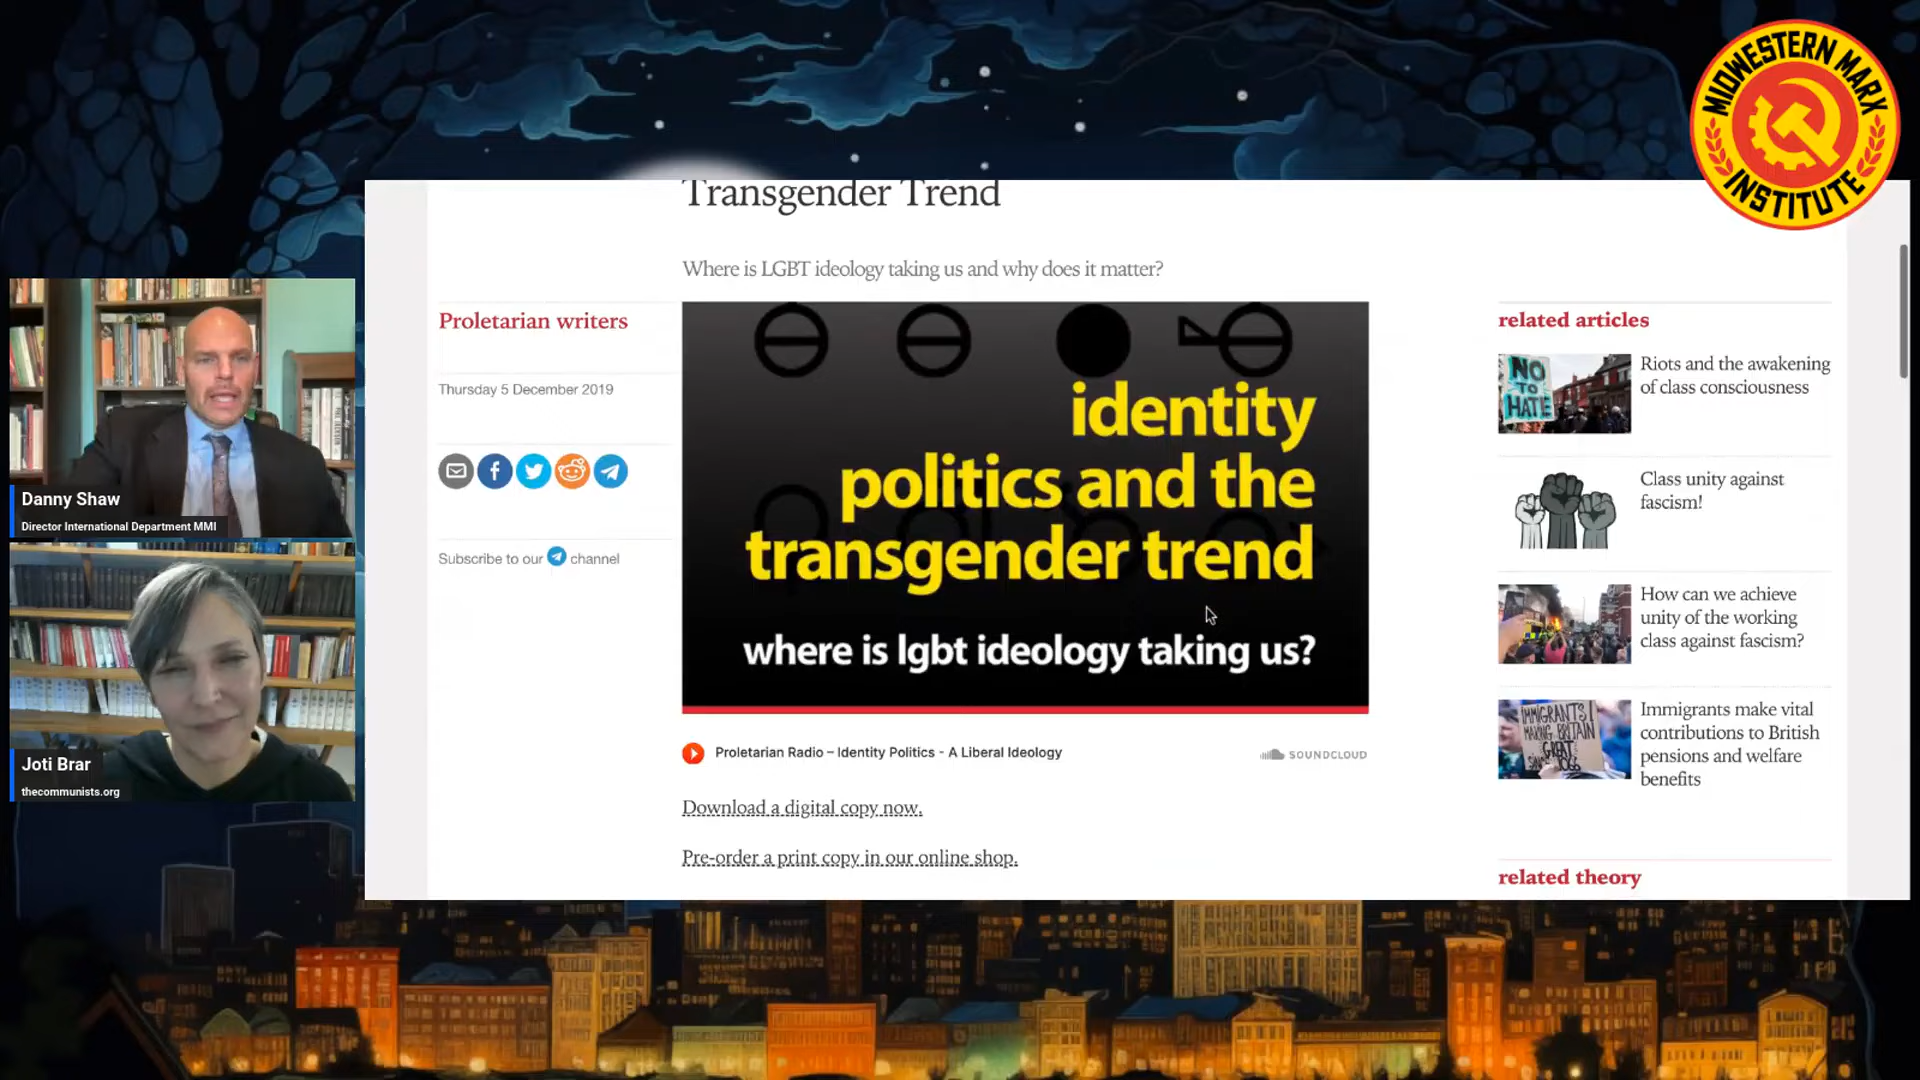 MIDWESTERN MARX
INSTITUTE
Transgender Trend
Where is LGBT ideology taking us and why does it matter?
Proletarian writers
Thursday 5 December 2019
Subscribe to our channel
identity
politics and the
transgender trend
where is lgbt ideology taking us?
Proletarian Radio – Identity Politics - A Liberal Ideology
SOUNDCLOUD
Download a digital copy now.
Pre-order a print copy in our online shop.
related articles
NO
TO
HATE
Riots and the awakening
of class consciousness
Class unity against
fascism!
How can we achieve
unity of the working
class against fascism?
IMMIGRANTS
MAKING BRITAIN
GREAT
Immigrants make vital
contributions to British
pensions and welfare
benefits
related theory
Danny Shaw
Director International Department MMI
Joti Brar
thecommunists.org